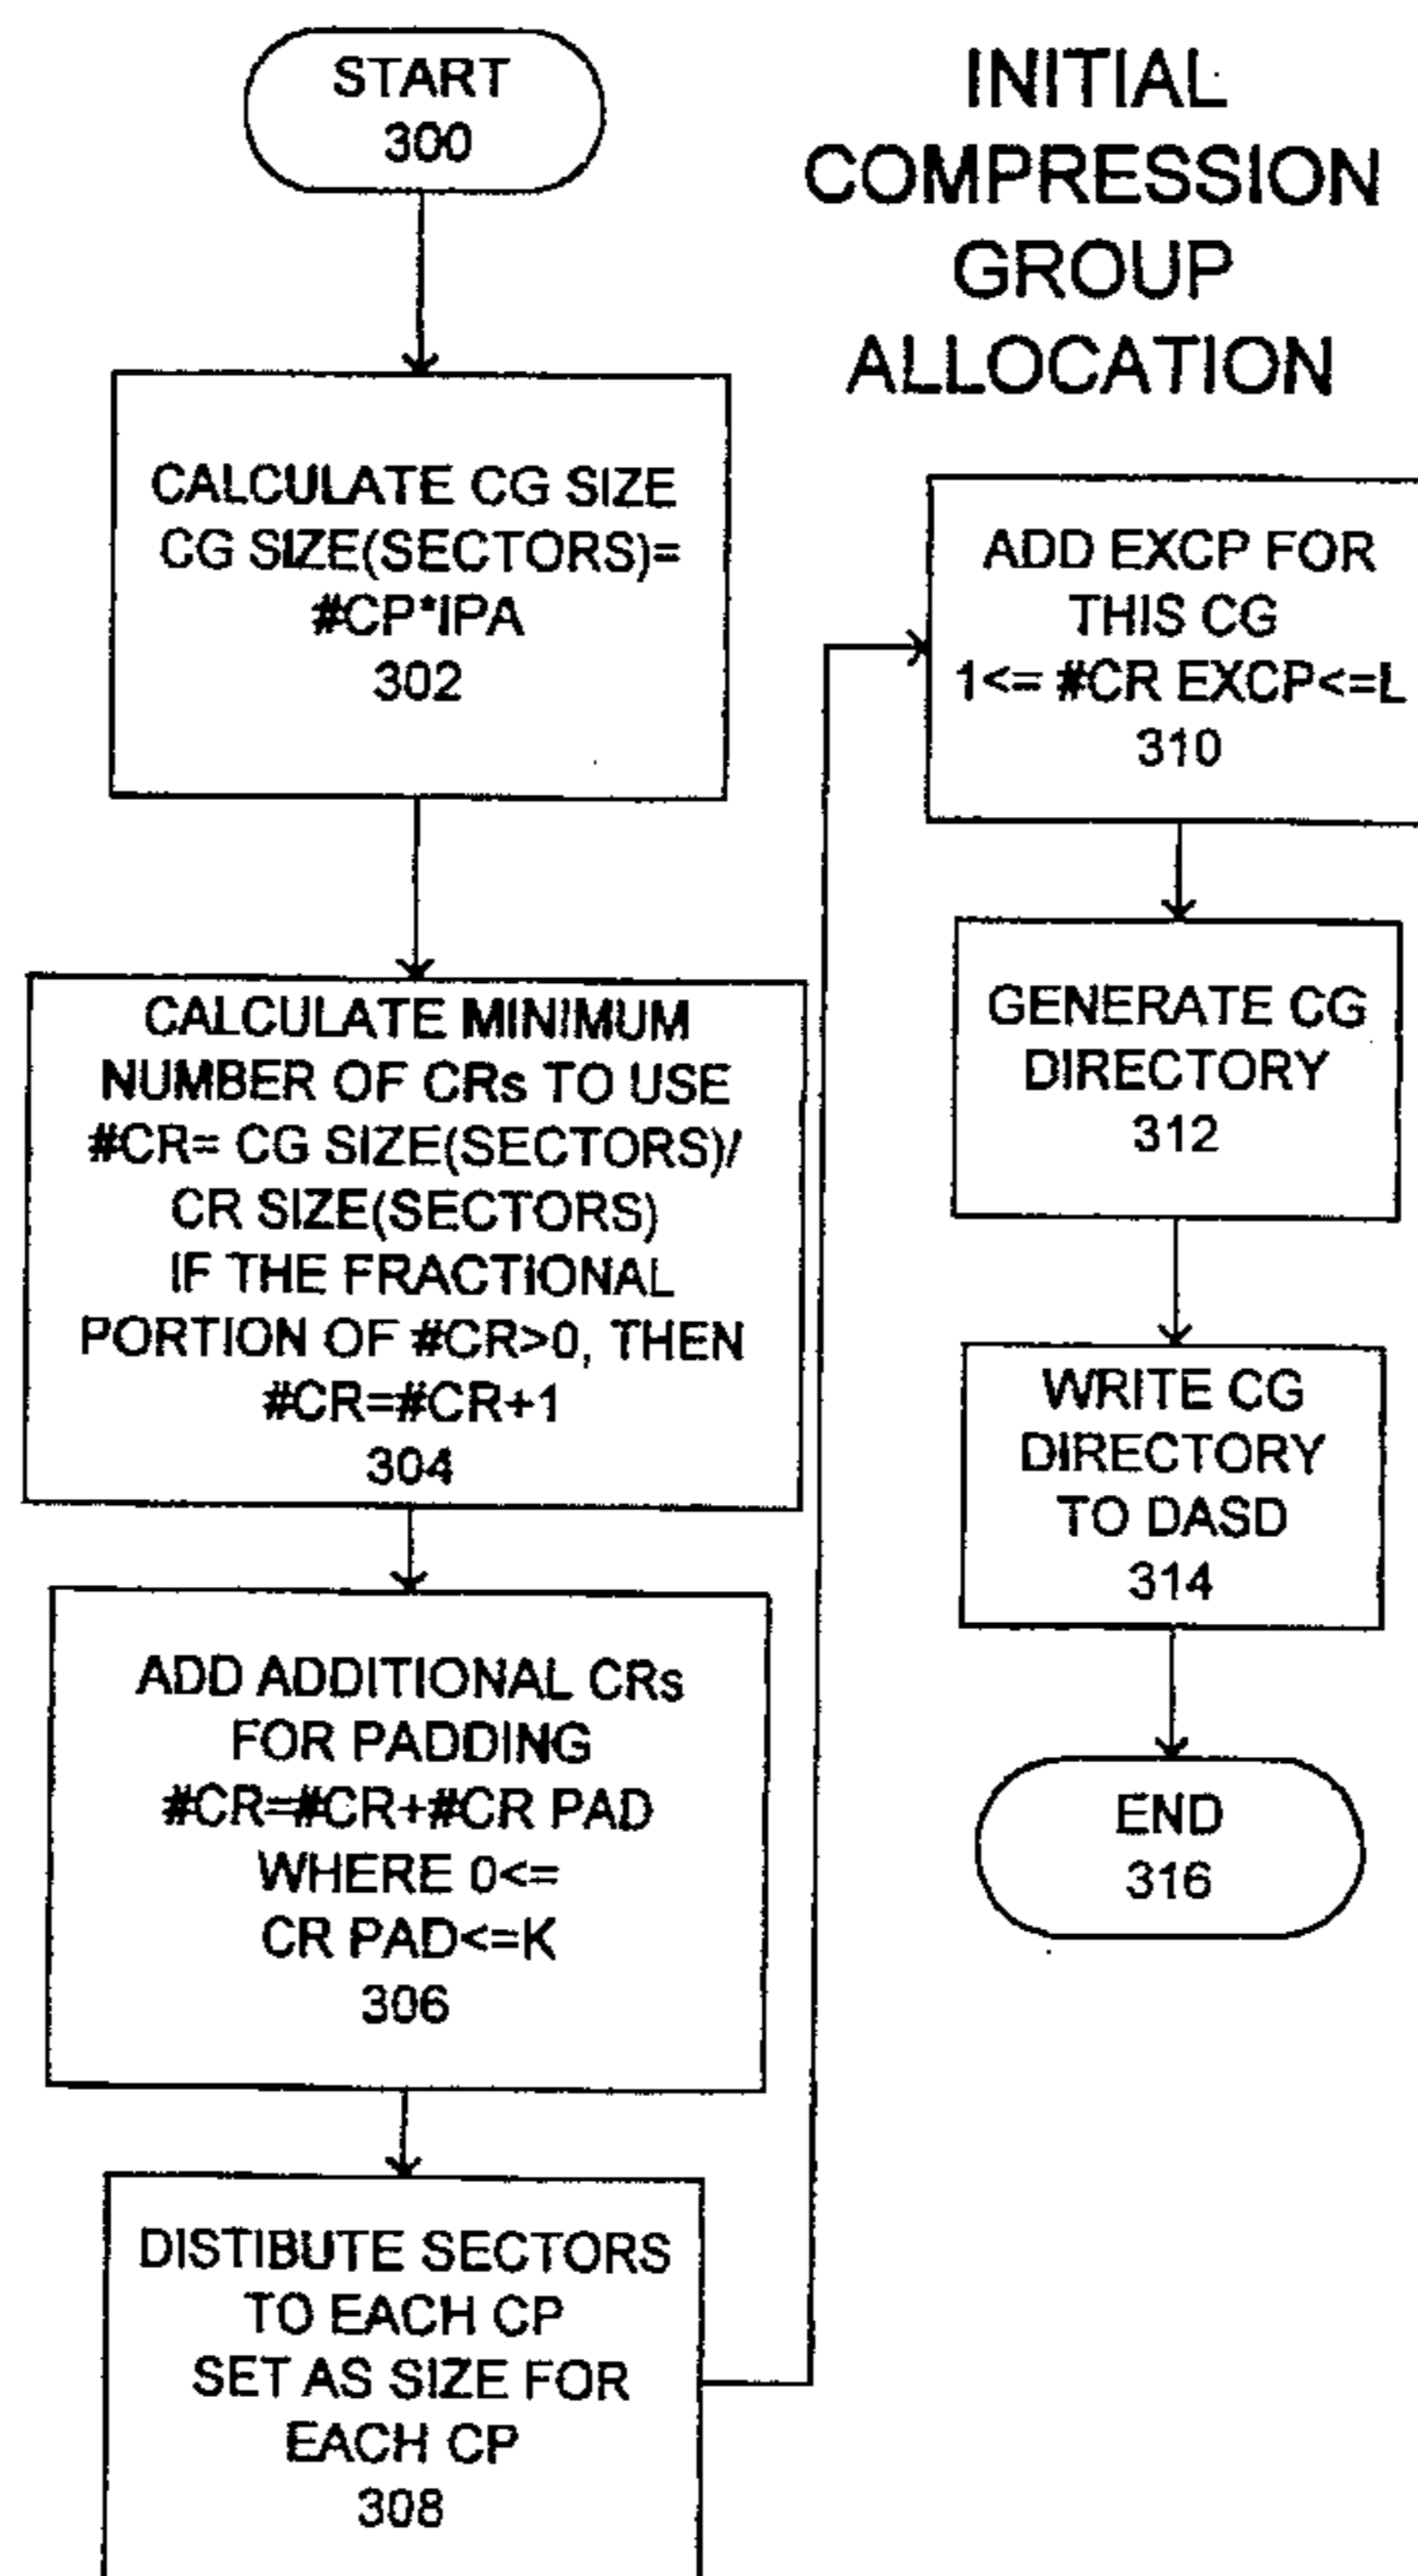 INITIAL
COMPRESSION
GROUP
ALLOCATION
START
300
CALCULATE CG SIZE
CG SIZE(SECTORS)=
#CP*IPA
302
CALCULATE MINIMUM
NUMBER OF CRs TO USE
#CR= CG SIZE(SECTORS)/
CR SIZE(SECTORS)
IF THE FRACTIONAL
PORTION OF #CR>0, THEN
#CR=#CR+1
304
ADD ADDITIONAL CRs
FOR PADDING
#CR=#CR+#CR PAD
WHERE 0<=
CR PAD<=K
306
DISTIBUTE SECTORS
TO EACH CP
SET AS SIZE FOR
EACH CP
308
ADD EXCP FOR
THIS CG
1<= #CR EXCP<=L
310
GENERATE CG
DIRECTORY
312
WRITE CG
DIRECTORY
TO DASD
314
END
316